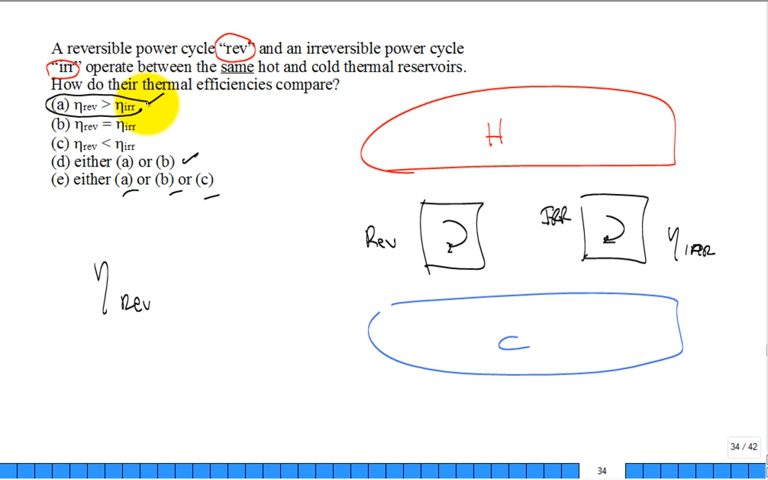 A reversible power cycle “rev” and an irreversible power cycle
“irr” operate between the same hot and cold thermal reservoirs.
How do their thermal efficiencies compare?
(a) ηrev > ηirr
(b) ηrev = ηirr
(c) ηrev < ηirr
(d) either (a) or (b)
(e) either (a) or (b) or (c)
H
Rev
IRR
ηIRR
ηRev
C
34 / 42
34